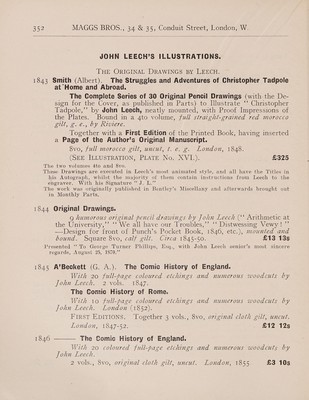 352 MAGGS BROS., 34 & 35, Conduit Street, London, W
JOHN LEECH'S ILLUSTRATIONS.
THE ORIGINAL DRAWINGS BY LEECH.
1843 Smith (Albert). The Struggles and Adventures of Christopher Tadpole
at Home and Abroad.
The Complete Series of 30 Original Pencil Drawings (with the De-
sign for the Cover, as published in Parts) to Illustrate "Christopher
Tadpole," by John Leech, neatly mounted, with Proof Impressions of
the Plates. Bound in a 4to volume, full straight-grained red morocco
gilt, g. e., by Riviere.
Together with a First Edition of the Printed Book, having inserted
a Page of the Author's Original Manuscript.
8vo, full morocco gilt, uncut, t. e. g. London, 1848.
(SEE ILLUSTRATION, PLATE No. XVI.). £325
The two volumes 4to and 8vo.
These Drawings are executed in Leech's most animated style, and all have the Titles in
his Autograph, whilst the majority of them contain instructions from Leech to the
engraver. With his Signature "J. L."
The work was originally published in Bentley's Miscellany and afterwards brought out
in Monthly Parts.
1844 Original Drawings.
9 humorous original pencil drawings by John Leech ("Arithmetic at
the University," "We all have our Troubles," "Distressing Vewy!"
—Design for front of Punch's Pocket Book, 1846, etc.), mounted and
bound. Square 8vo, calf gilt. Circa 1845-50. £13 13s
Presented "To George Turner Phillips, Esq., with John Leech senior's most sincere
regards, August 25, 1870."
1845 A'Beckett (G. A.). The Comic History of England.
With 20 full-page coloured etchings and numerous woodcuts by
John Leech. 2 vols. 1847.
The Comic History of Rome.
With 10 full-page coloured etchings and numerous woodcuts by
John Leech. London (1852).
FIRST EDITIONS. Together 3 vols., 8vo, original cloth gilt, uncut.
London, 1847-52. £12 12s
1846 ——— The Comic History of England.
With 20 coloured full-page etchings and numerous woodcuts by
John Leech.
2 vols., 8vo, original cloth gilt, uncut. London, 1855 £3 10s